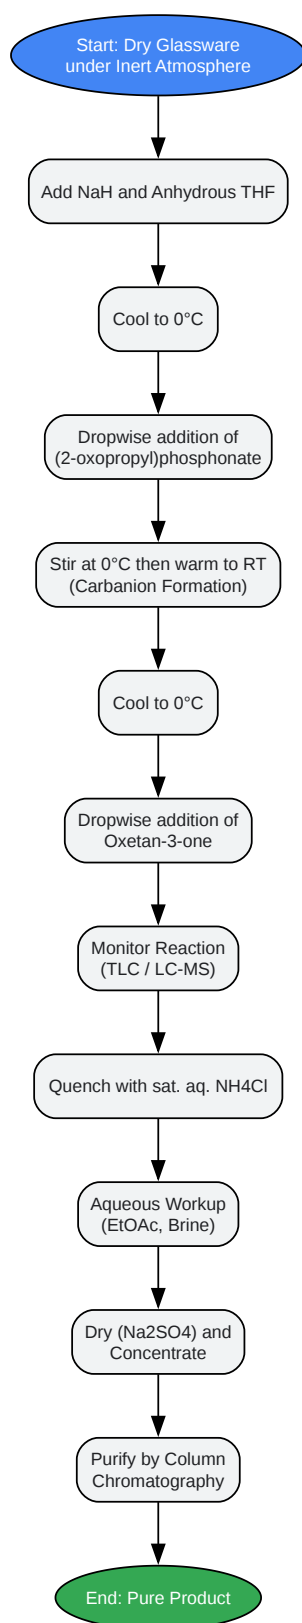 Start: Dry Glassware
under Inert Atmosphere
Add NaH and Anhydrous THF
Cool to 0°C
Dropwise addition of
(2-oxopropyl)phosphonate
Stir at 0°C then warm to RT
(Carbanion Formation)
Cool to 0°C
Dropwise addition of
Oxetan-3-one
Monitor Reaction
(TLC / LC-MS)
Quench with sat. aq. NH4Cl
Aqueous Workup
(EtOAc, Brine)
Dry (Na2SO4) and
Concentrate
Purify by Column
Chromatography
End: Pure Product